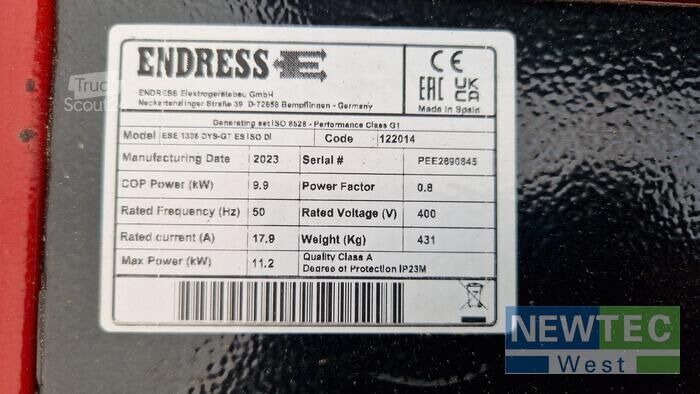 ENDRESS
ENDRESS Elektrogerätebau GmbH
Neckartenzlinger Straße 39 D-72658 Bempflinnen - Germany
CE
EAC UK CA
Made in Spain
Generating set ISO 8528 - Performance Class G1
Model ESE 1306 DYS-GT ES ISO DI Code 122014
Manufacturing Date 2023 Serial # PEE2690845
COP Power (kW) 9.9 Power Factor 0.8
Rated Frequency (Hz) 50 Rated Voltage (V) 400
Rated current (A) 17.9 Weight (Kg) 431
Max Power (kW) 11.2 Quality Class A
Degree of Protection IP23M
Truck
Scout24
NEWTEC
West